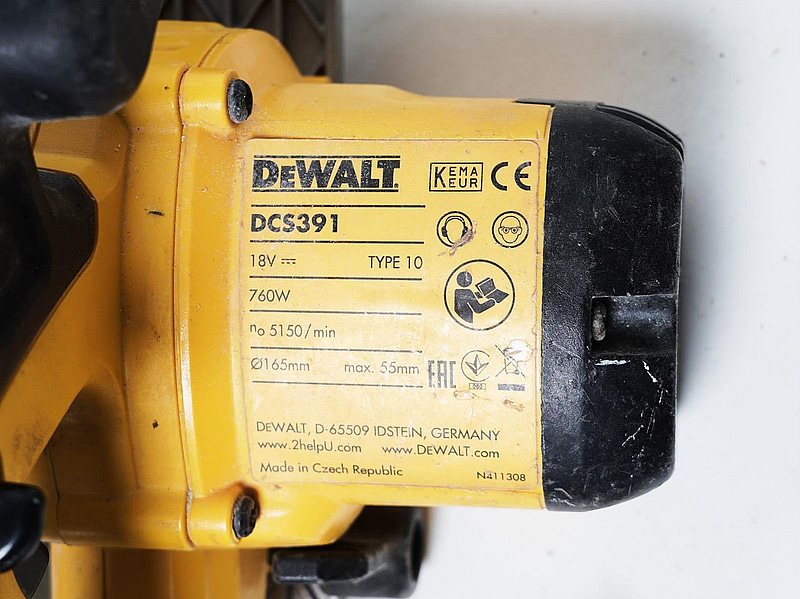 DEWALT
KEMA
KEUR
CE
DCS391
18V TYPE 10
760W
n₀ 5150/min
Ø165mm max. 55mm
EAC
DEWALT, D-65509 IDSTEIN, GERMANY
www.2helpU.com www.DEWALT.com
Made in Czech Republic
N411308